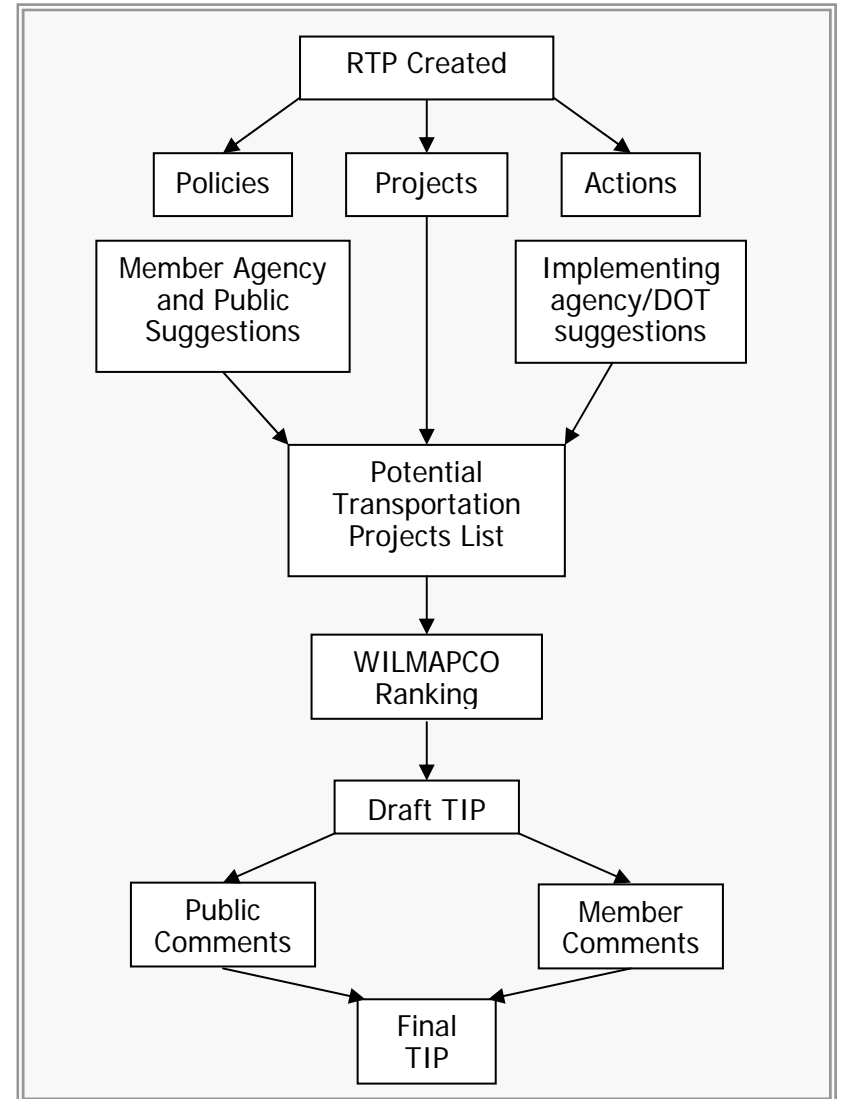 RTP Created
Policies
Projects
Actions
Member Agency
and Public
Suggestions
Implementing
agency/DOT
suggestions
Potential
Transportation
Projects List
WILMAPCO
Ranking
Draft TIP
Public
Comments
Member
Comments
Final
TIP